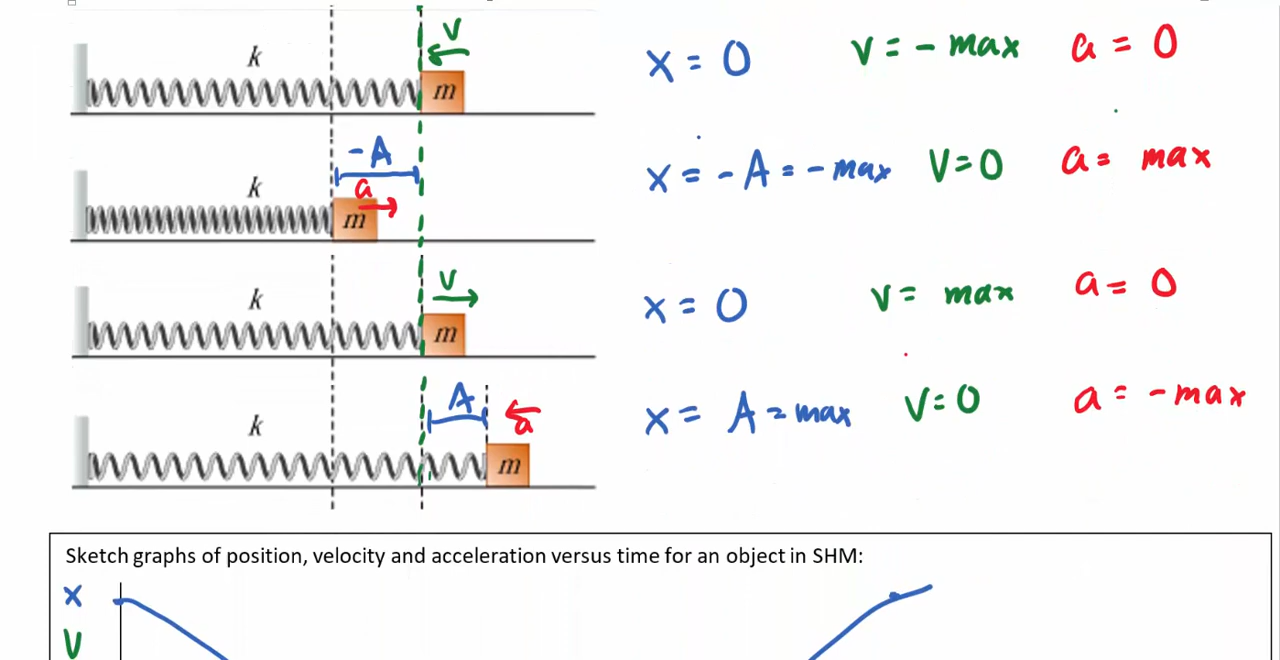 k V m x = 0 v = - max a = 0
-A
k a m x = -A = -max V=0 a = max
k V m x = 0 v = max a = 0
k A a m x = A = max V=0 a = -max
Sketch graphs of position, velocity and acceleration versus time for an object in SHM:
x
V